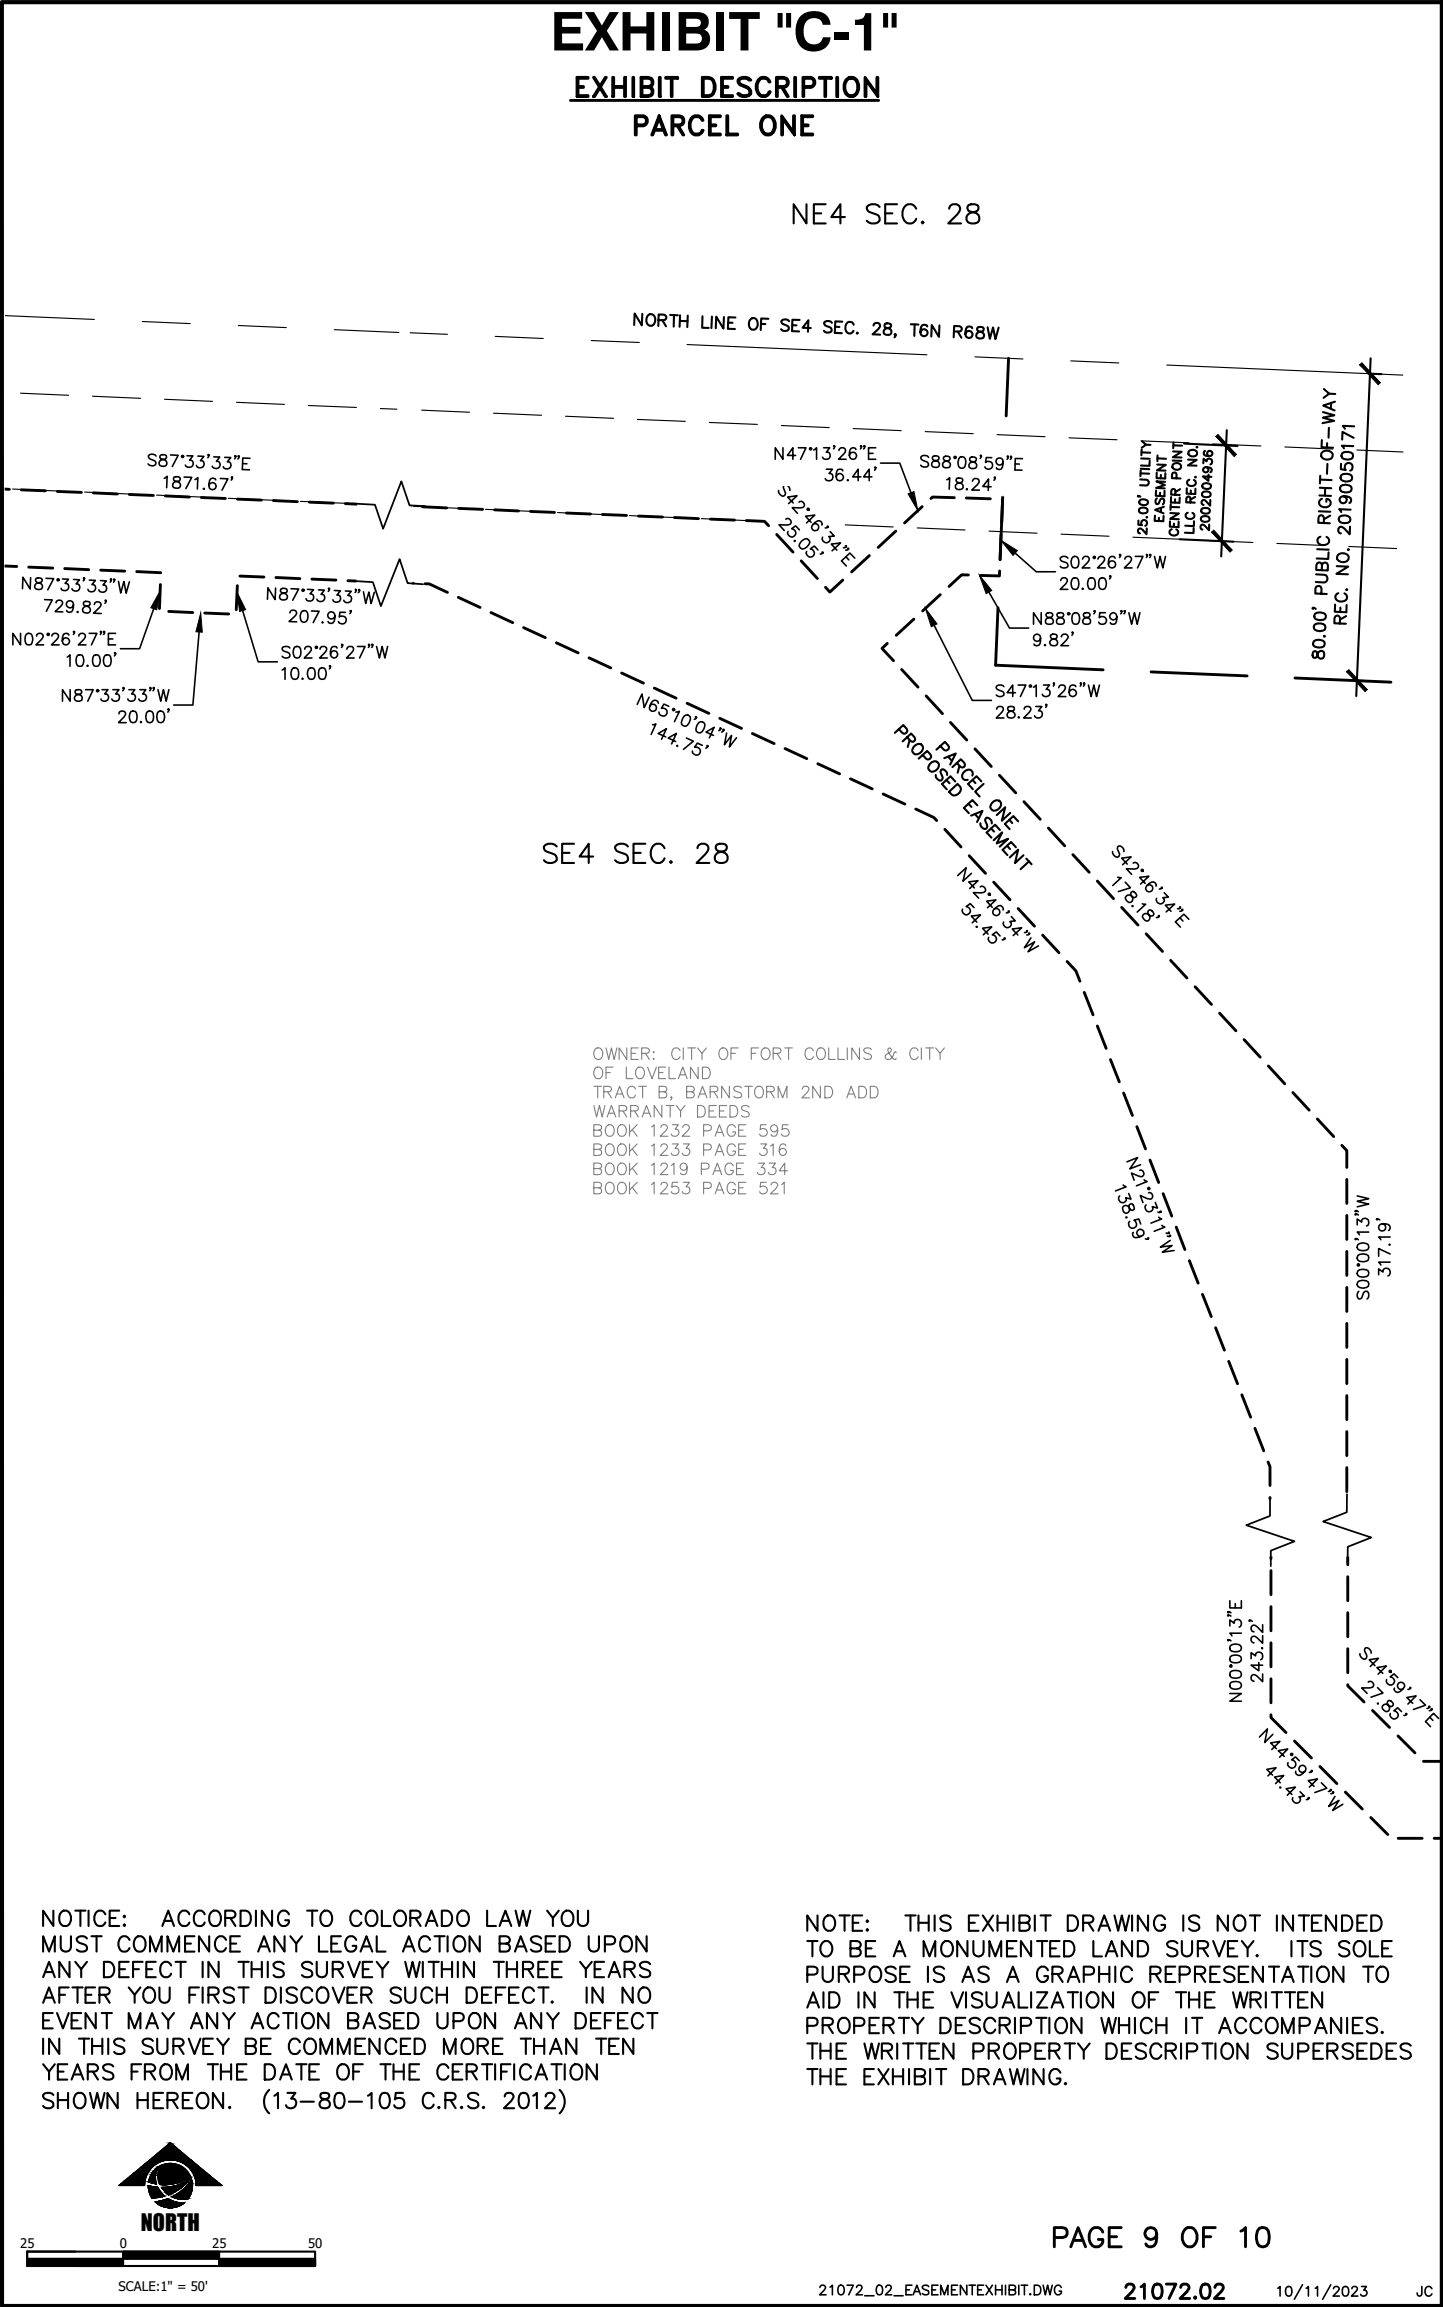 EXHIBIT "C-1"
EXHIBIT DESCRIPTION
PARCEL ONE
NE4 SEC. 28
NORTH LINE OF SE4 SEC. 28, T6N R68W
S87°33'33"E
1871.67'
N47°13'26"E
36.44'
S88°08'59"E
18.24'
S42°46'34"E
25.05'
25.00' UTILITY
EASEMENT
CENTER POINT
LLC REC. NO.
2002004936
80.00' PUBLIC RIGHT-OF-WAY
REC. NO. 20190050171
N87°33'33"W
729.82'
N87°33'33"W
207.95'
S02°26'27"W
20.00'
N02°26'27"E
10.00'
S02°26'27"W
10.00'
N88°08'59"W
9.82'
N87°33'33"W
20.00'
S47°13'26"W
28.23'
N65°10'04"W
144.75'
PARCEL ONE
PROPOSED EASEMENT
SE4 SEC. 28
S42°46'34"E
178.18'
N42°46'34"W
54.45'
OWNER: CITY OF FORT COLLINS & CITY
OF LOVELAND
TRACT B, BARNSTORM 2ND ADD
WARRANTY DEEDS
BOOK 1232 PAGE 595
BOOK 1233 PAGE 316
BOOK 1219 PAGE 334
BOOK 1253 PAGE 521
N21°23'11"W
138.59'
S00°00'13"W
317.19'
N00°00'13"E
243.22'
S44°59'47"E
27.85'
N44°59'47"W
44.43'
NOTICE: ACCORDING TO COLORADO LAW YOU
MUST COMMENCE ANY LEGAL ACTION BASED UPON
ANY DEFECT IN THIS SURVEY WITHIN THREE YEARS
AFTER YOU FIRST DISCOVER SUCH DEFECT. IN NO
EVENT MAY ANY ACTION BASED UPON ANY DEFECT
IN THIS SURVEY BE COMMENCED MORE THAN TEN
YEARS FROM THE DATE OF THE CERTIFICATION
SHOWN HEREON. (13-80-105 C.R.S. 2012)
NOTE: THIS EXHIBIT DRAWING IS NOT INTENDED
TO BE A MONUMENTED LAND SURVEY. ITS SOLE
PURPOSE IS AS A GRAPHIC REPRESENTATION TO
AID IN THE VISUALIZATION OF THE WRITTEN
PROPERTY DESCRIPTION WHICH IT ACCOMPANIES.
THE WRITTEN PROPERTY DESCRIPTION SUPERSEDES
THE EXHIBIT DRAWING.
NORTH
25 0 25 50
SCALE:1" = 50'
PAGE 9 OF 10
21072_02_EASEMENTEXHIBIT.DWG 21072.02 10/11/2023 JC